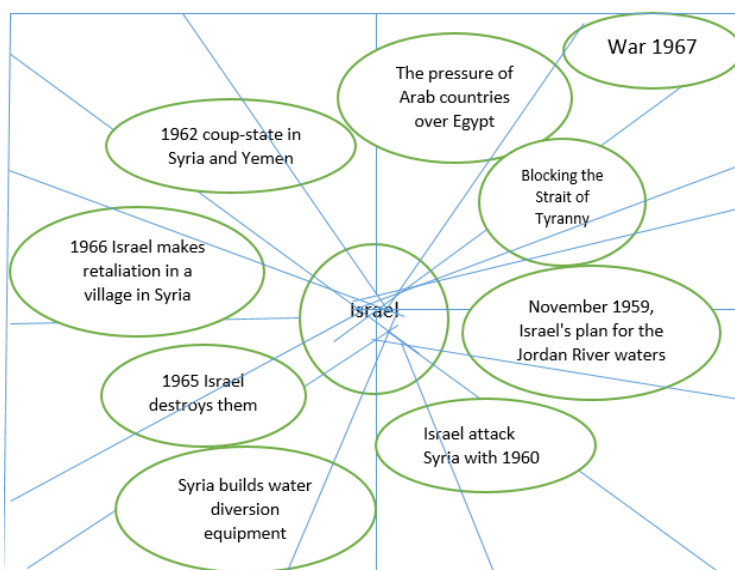 War 1967
The pressure of
Arab countries
over Egypt
1962 coup-state in
Syria and Yemen
Blocking the
Strait of
Tyranny
1966 Israel makes
retaliation in a
village in Syria
Israel
November 1959,
Israel's plan for the
Jordan River waters
1965 Israel
destroys them
Israel attack
Syria with 1960
Syria builds water
diversion
equipment